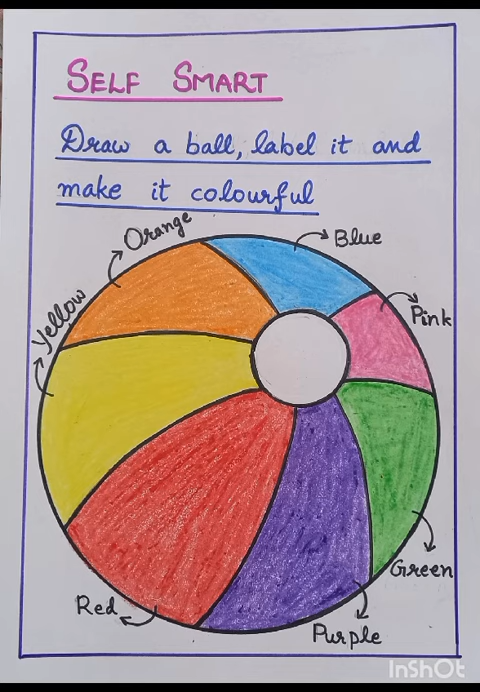 SELF SMART
Draw a ball, label it and
make it colourful
Orange
Blue
Yellow
Pink
Green
Red
Purple
InShOt